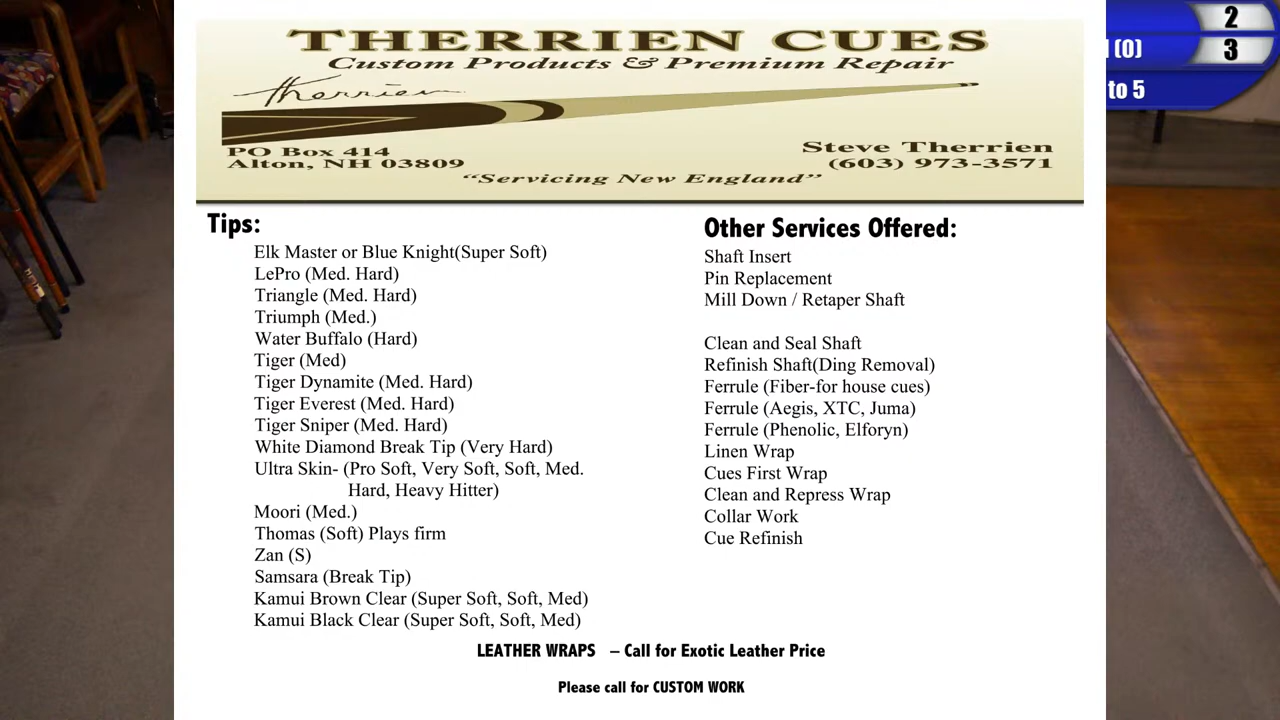 THERRIEN CUES
Custom Products & Premium Repair
Therrien
PO Box 414
Alton, NH 03809
Steve Therrien
(603) 973-3571
"Servicing New England"
Tips:
Elk Master or Blue Knight(Super Soft)
LePro (Med. Hard)
Triangle (Med. Hard)
Triumph (Med.)
Water Buffalo (Hard)
Tiger (Med)
Tiger Dynamite (Med. Hard)
Tiger Everest (Med. Hard)
Tiger Sniper (Med. Hard)
White Diamond Break Tip (Very Hard)
Ultra Skin- (Pro Soft, Very Soft, Soft, Med.
Hard, Heavy Hitter)
Moori (Med.)
Thomas (Soft) Plays firm
Zan (S)
Samsara (Break Tip)
Kamui Brown Clear (Super Soft, Soft, Med)
Kamui Black Clear (Super Soft, Soft, Med)
Other Services Offered:
Shaft Insert
Pin Replacement
Mill Down / Retaper Shaft
Clean and Seal Shaft
Refinish Shaft(Ding Removal)
Ferrule (Fiber-for house cues)
Ferrule (Aegis, XTC, Juma)
Ferrule (Phenolic, Elforyn)
Linen Wrap
Cues First Wrap
Clean and Repress Wrap
Collar Work
Cue Refinish
LEATHER WRAPS – Call for Exotic Leather Price
Please call for CUSTOM WORK
2
(0) 3
to 5